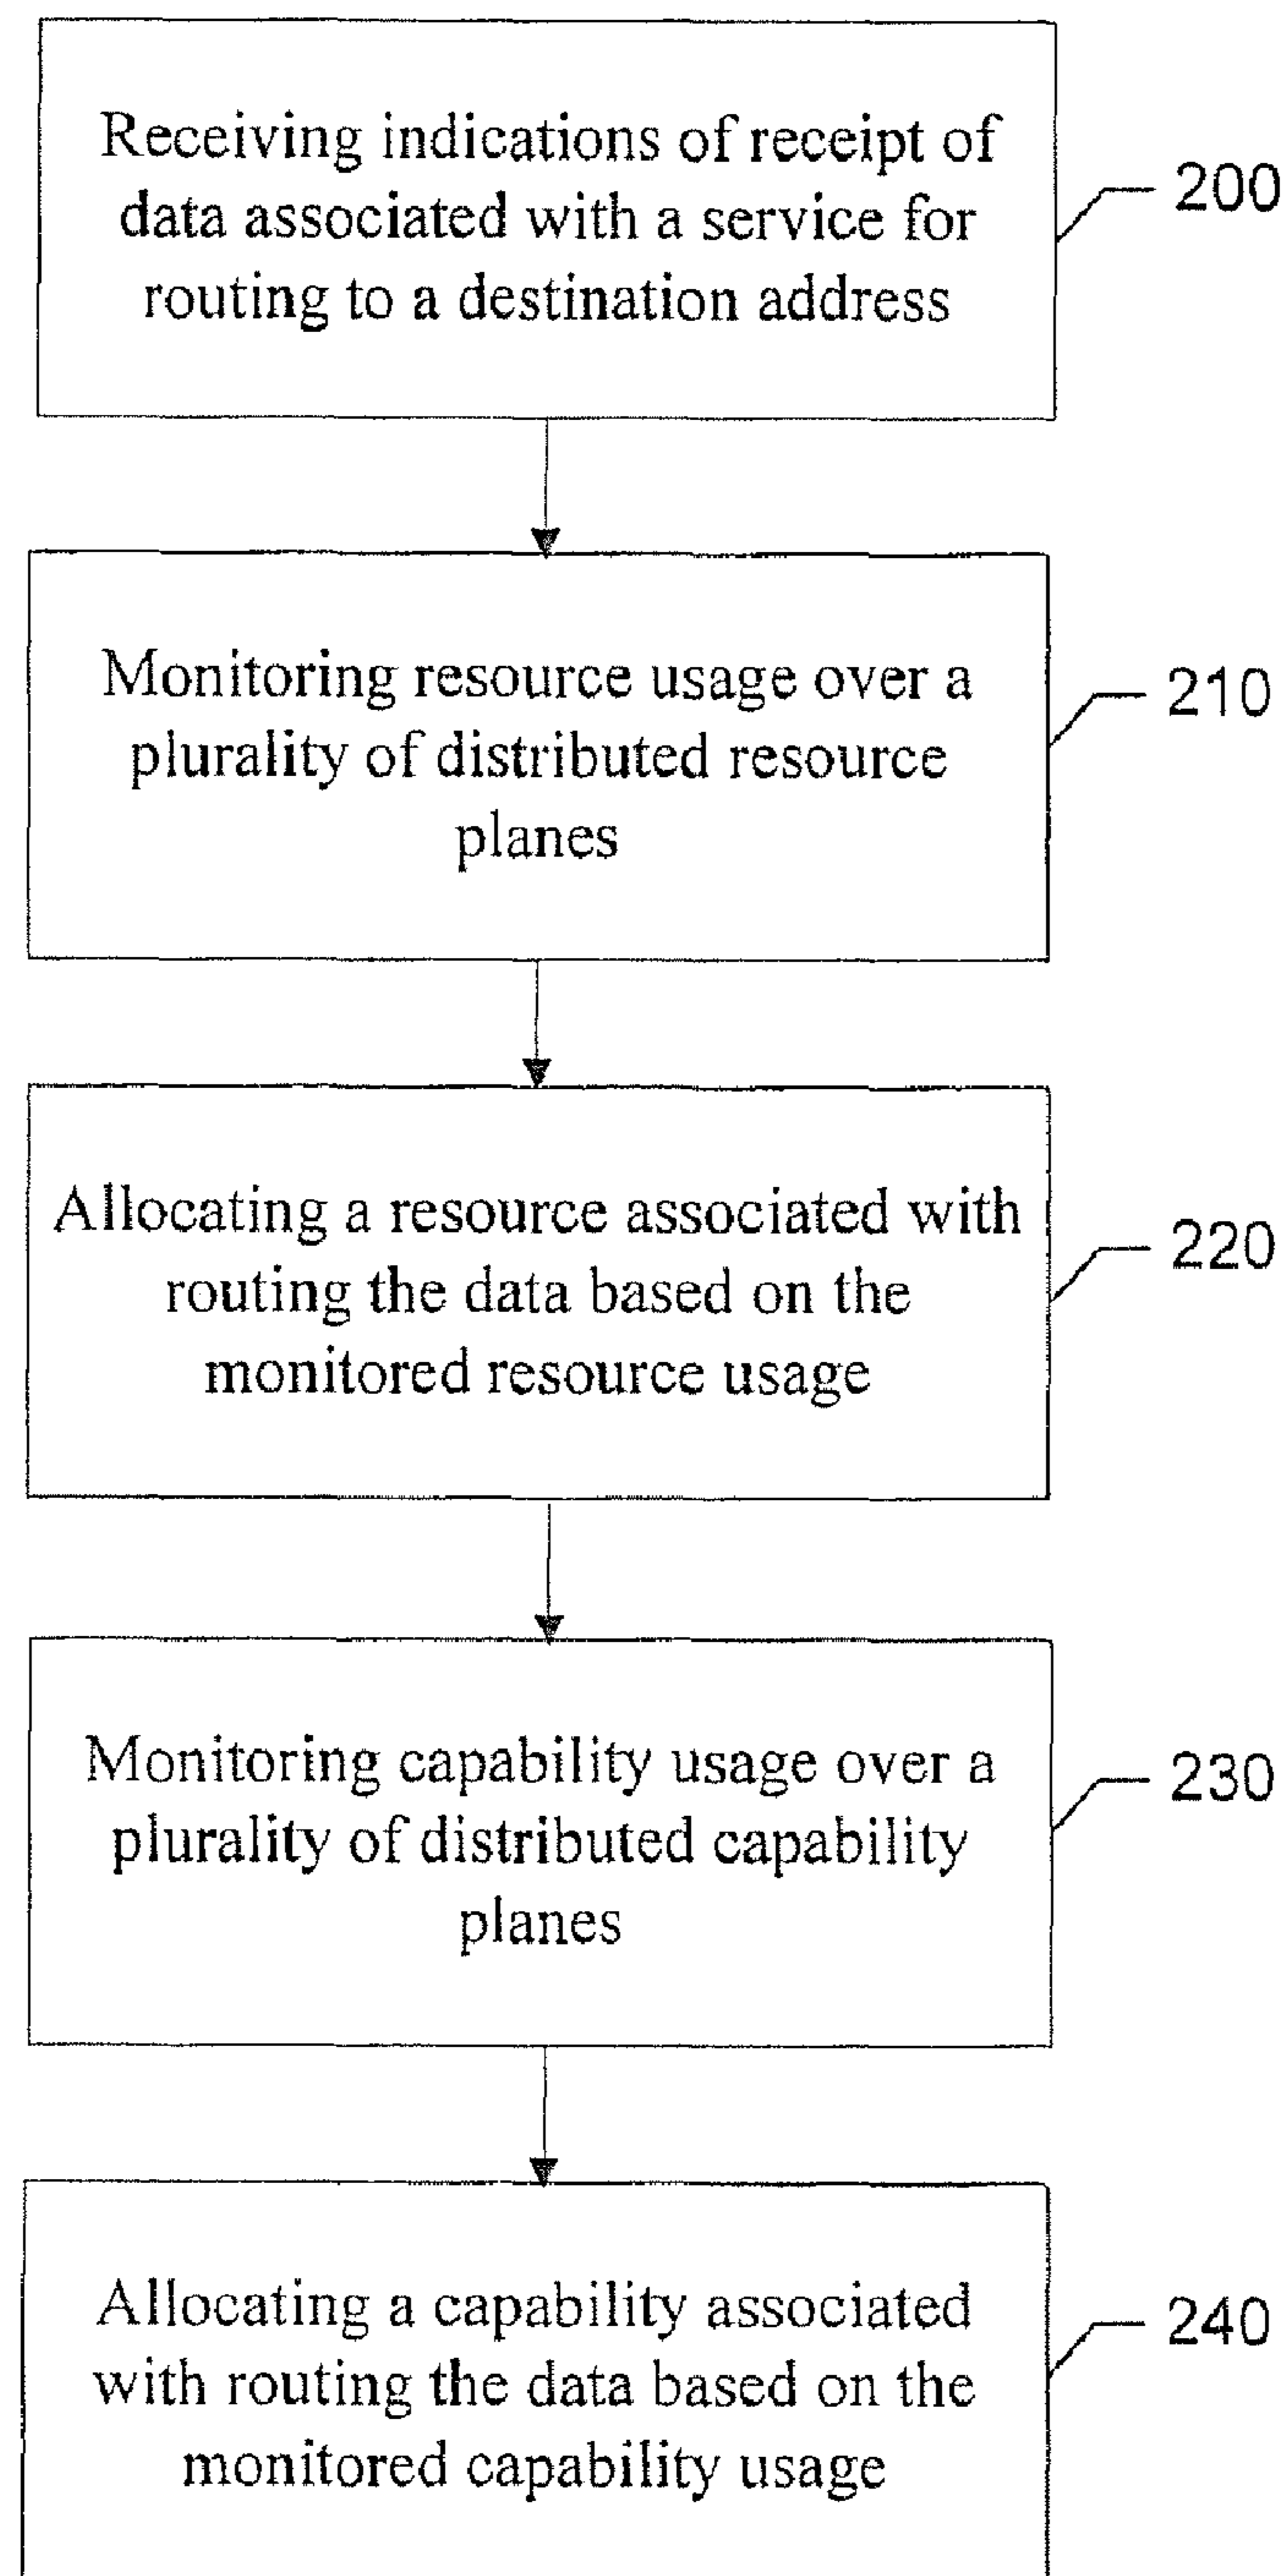 Receiving indications of receipt of
data associated with a service for
routing to a destination address
200
Monitoring resource usage over a
plurality of distributed resource
planes
210
Allocating a resource associated with
routing the data based on the
monitored resource usage
220
Monitoring capability usage over a
plurality of distributed capability
planes
230
Allocating a capability associated
with routing the data based on the
monitored capability usage
240